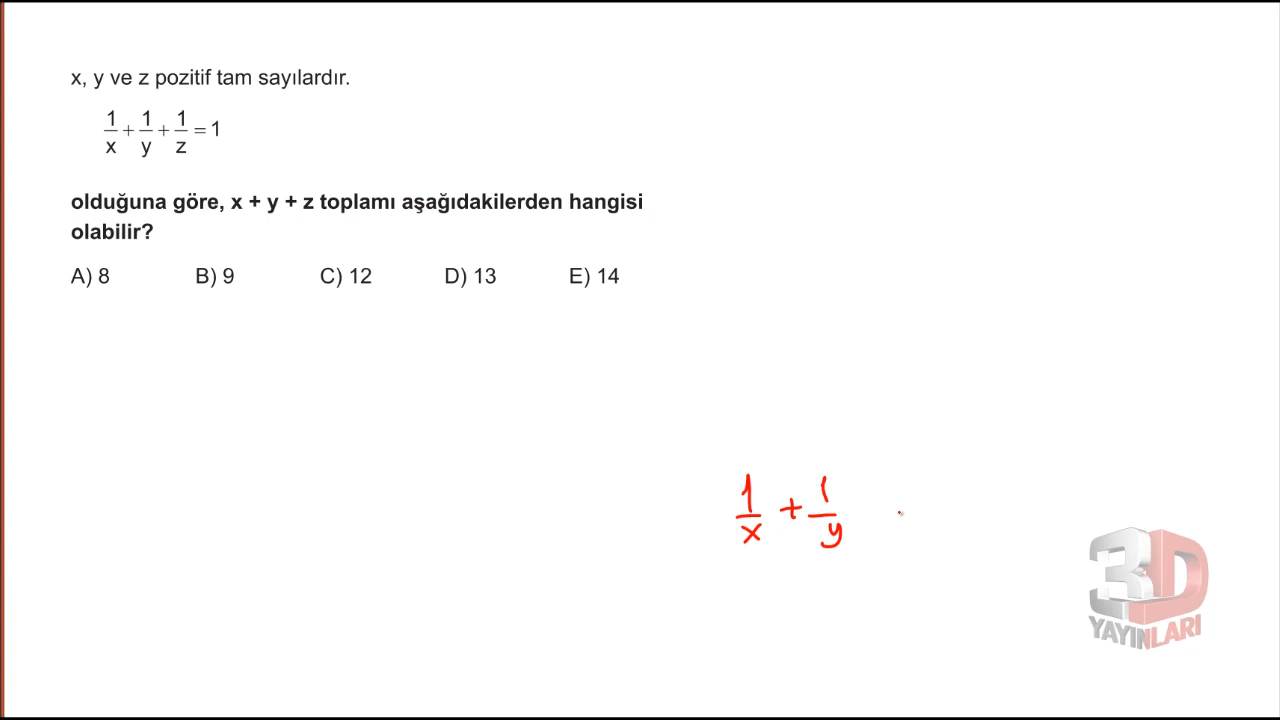 x, y ve z pozitif tam sayılardır.
1/x + 1/y + 1/z = 1
olduğuna göre, x + y + z toplamı aşağıdakilerden hangisi
olabilir?
A) 8 B) 9 C) 12 D) 13 E) 14
1/x + 1/y
3D
YAYINLARI